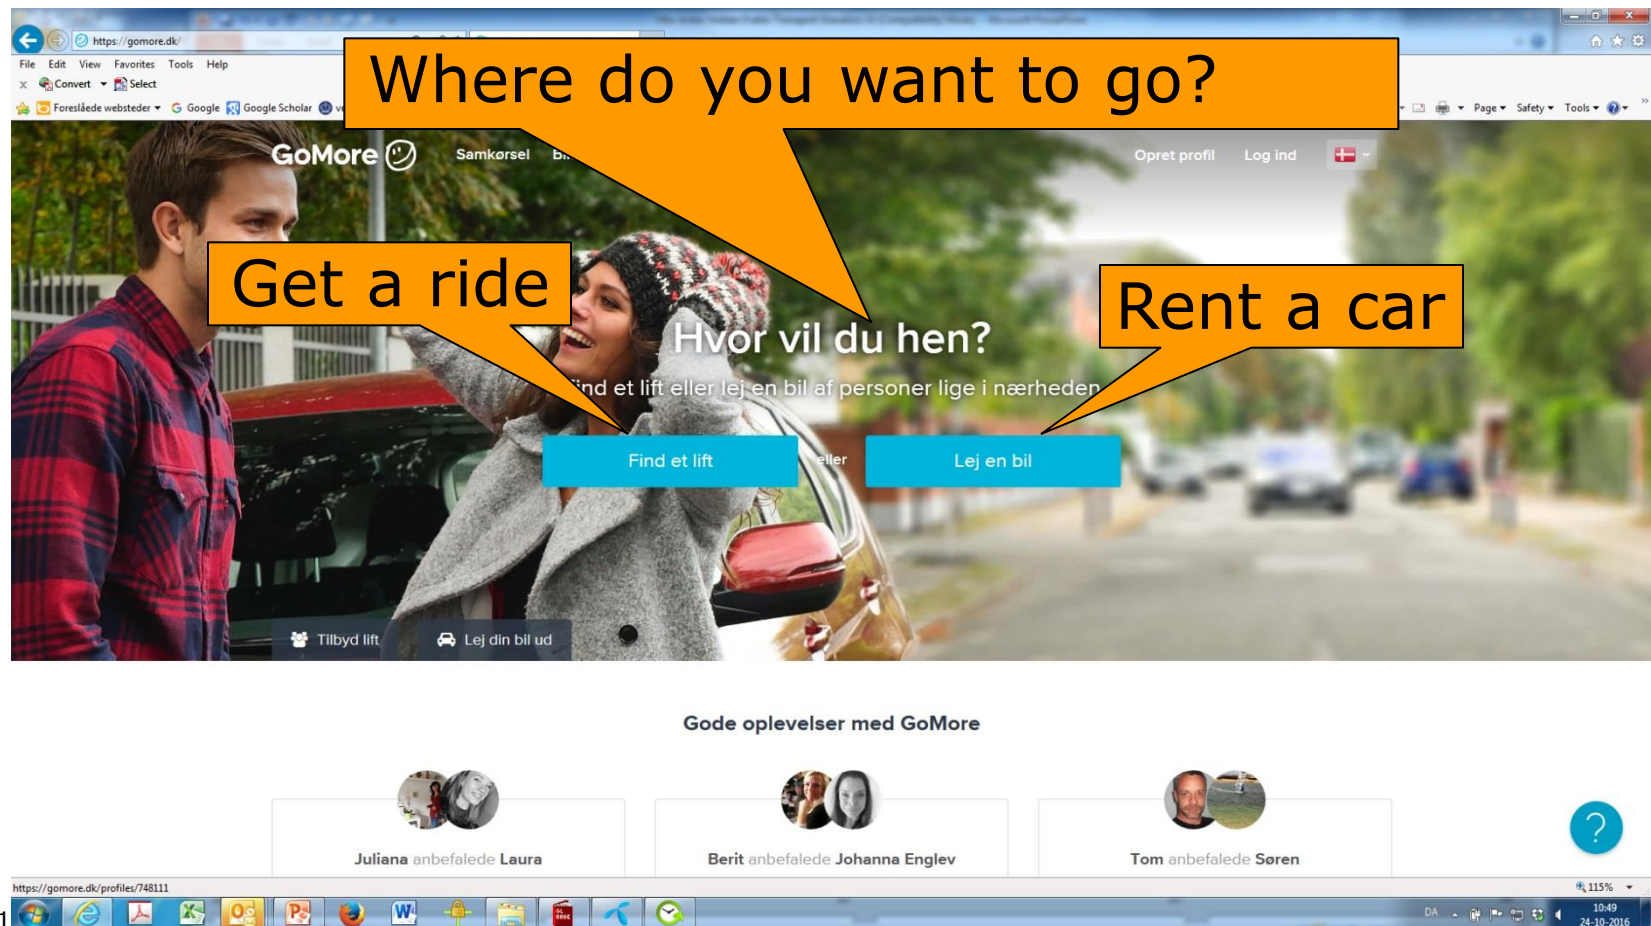 https://gomore.dk/
File Edit View Favorites Tools Help
x Convert Select
Foreslåede websteder G Google Google Scholar
Page Safety Tools
Where do you want to go?
GoMore Samkørsel
Opret profil Log ind
Get a ride
Rent a car
Hvor vil du hen?
et lift eller lej en bil af personer lige i nærheden
Find et lift eller Lej en bil
Tilbyd lift Lej din bil ud
Gode oplevelser med GoMore
Juliana anbefalede Laura
Berit anbefalede Johanna Englev
Tom anbefalede Søren
?
https://gomore.dk/profiles/748111
115%
1
DA
10:49
24-10-2016